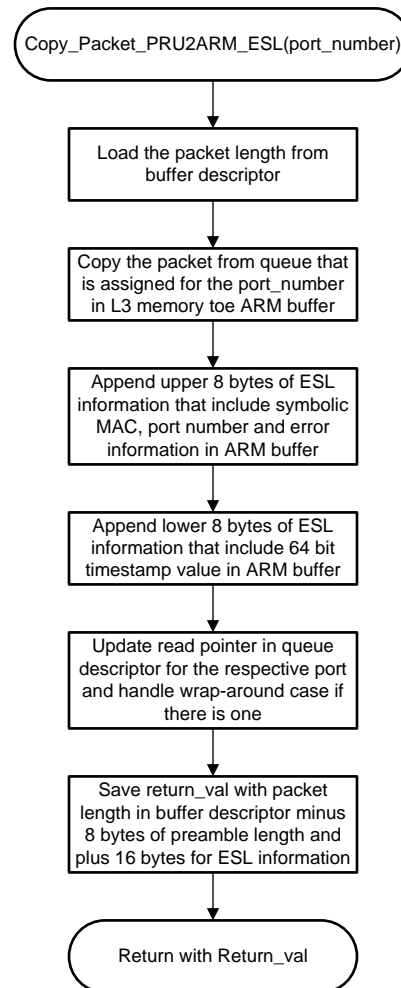 Copy_Packet_PRU2ARM_ESL(port_number)
Load the packet length from
buffer descriptor
Copy the packet from queue that
is assigned for the port_number
in L3 memory toe ARM buffer
Append upper 8 bytes of ESL
information that include symbolic
MAC, port number and error
information in ARM buffer
Append lower 8 bytes of ESL
information that include 64 bit
timestamp value in ARM buffer
Update read pointer in queue
descriptor for the respective port
and handle wrap-around case if
there is one
Save return_val with packet
length in buffer descriptor minus
8 bytes of preamble length and
plus 16 bytes for ESL information
Return with Return_val